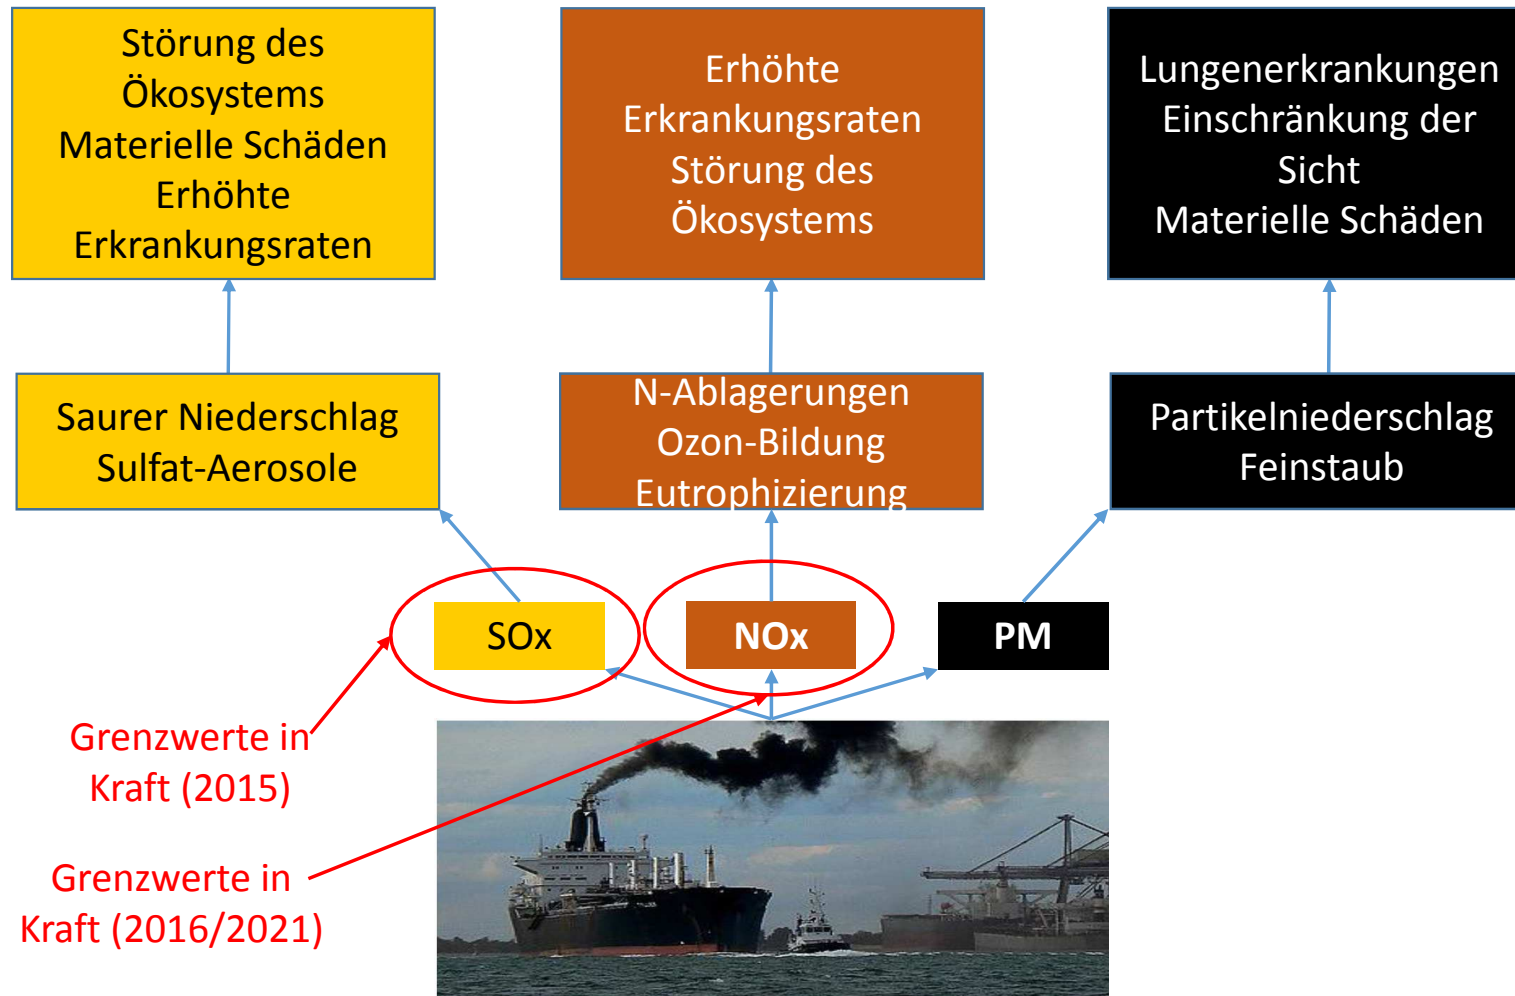 Störung des
Ökosystems
Materielle Schäden
Erhöhte
Erkrankungsraten
Erhöhte
Erkrankungsraten
Störung des
Ökosystems
Lungenerkrankungen
Einschränkung der
Sicht
Materielle Schäden
Saurer Niederschlag
Sulfat-Aerosole
N-Ablagerungen
Ozon-Bildung
Eutrophizierung
Partikelniederschlag
Feinstaub
SOx
NOx
PM
Grenzwerte in
Kraft (2015)
Grenzwerte in
Kraft (2016/2021)